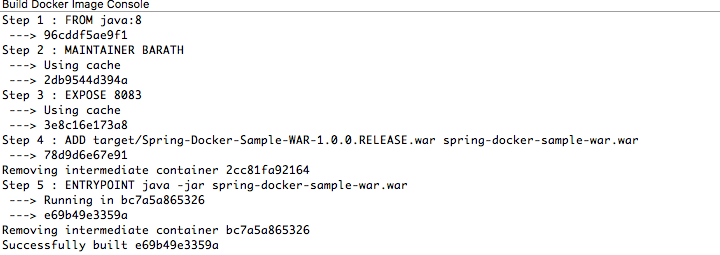 Build Docker Image Console
Step 1 : FROM java:8
---> 96cddf5ae9f1
Step 2 : MAINTAINER BARATH
---> Using cache
---> 2db9544d394a
Step 3 : EXPOSE 8083
---> Using cache
---> 3e8c16e173a8
Step 4 : ADD target/Spring-Docker-Sample-WAR-1.0.0.RELEASE.war spring-docker-sample-war.war
---> 78d9d6e67e91
Removing intermediate container 2cc81fa92164
Step 5 : ENTRYPOINT java -jar spring-docker-sample-war.war
---> Running in bc7a5a865326
---> e69b49e3359a
Removing intermediate container bc7a5a865326
Successfully built e69b49e3359a